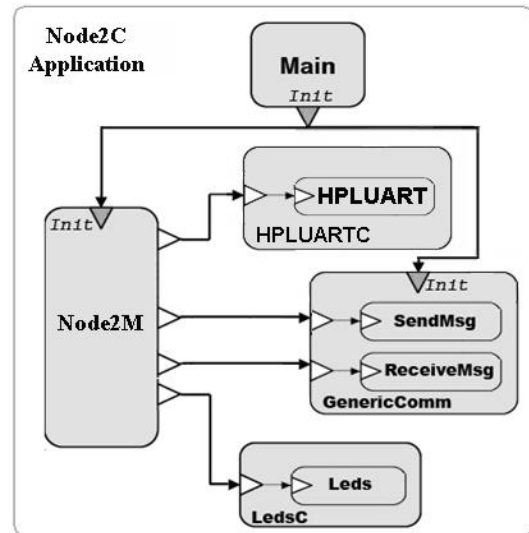 Node2C
Application
Main
Init
HPLUART
HPLUARTC
Init
Node2M
Init
SendMsg
ReceiveMsg
GenericComm
Leds
LedsC